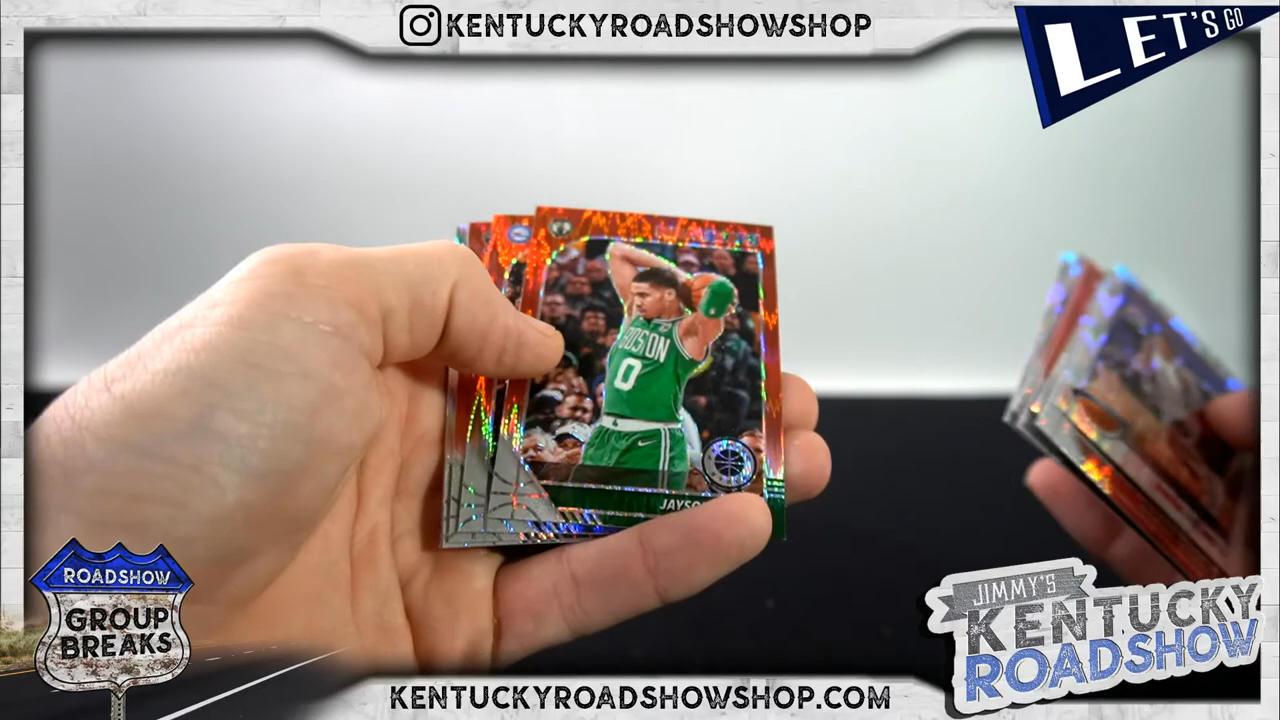 KENTUCKYROADSHOWSHOP
LET'S GO
BOSTON
0
JAYSO
ROADSHOW
GROUP
BREAKS
JIMMY'S
KENTUCKY
ROADSHOW
KENTUCKYROADSHOWSHOP.COM